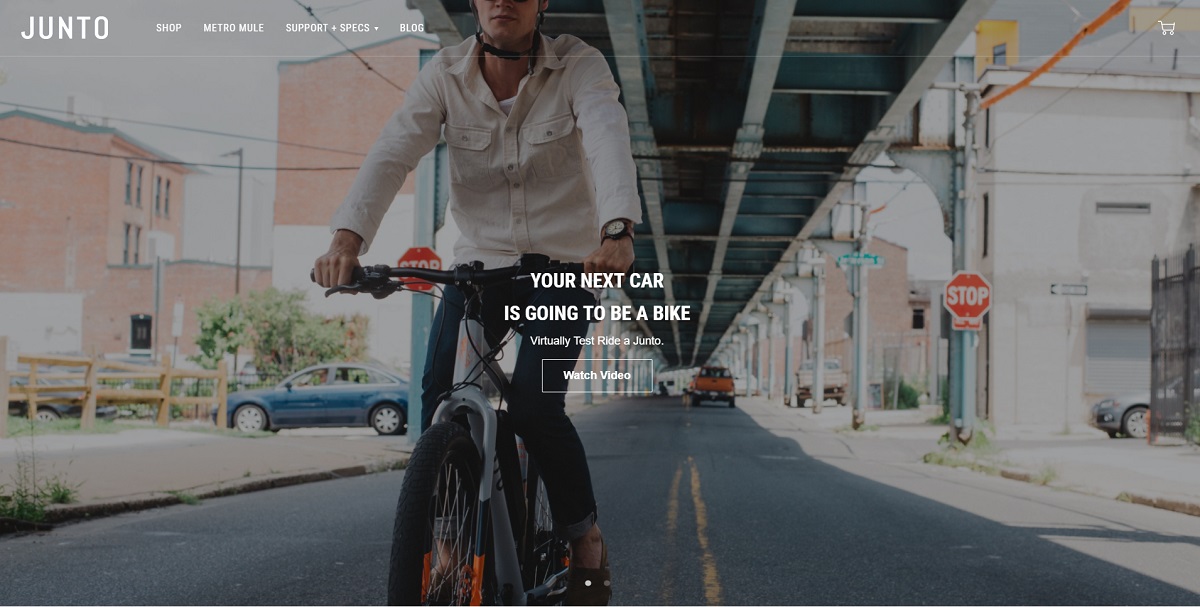 JUNTO
SHOP
METRO MULE
SUPPORT + SPECS
BLOG
STOP
YOUR NEXT CAR
IS GOING TO BE A BIKE
Virtually Test Ride a Junto.
Watch Video
STOP